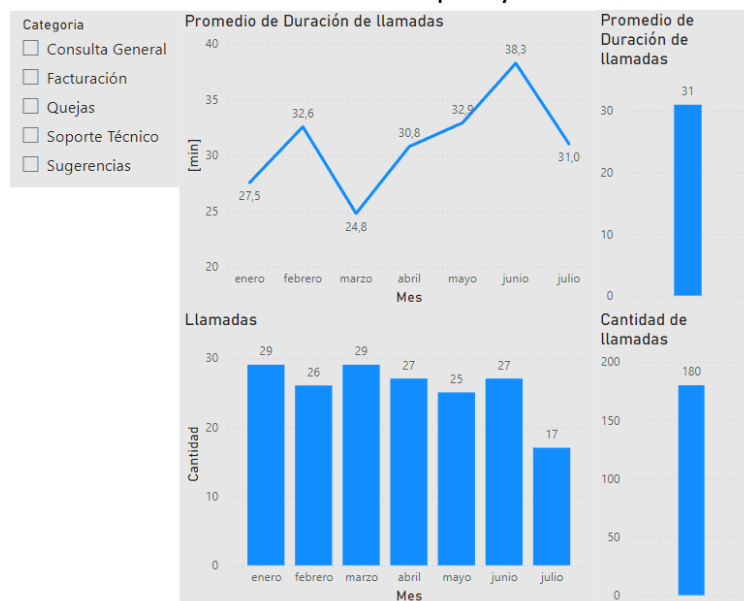 Categoria
Consulta General
Facturación
Quejas
Soporte Técnico
Sugerencias
Promedio de Duración de llamadas
40
35
30
25
20
[min]
27,5
32,6
24,8
30,8
32,9
38,3
31,0
enero febrero marzo abril mayo junio julio
Mes
Promedio de
Duración de
llamadas
31
30
20
10
0
Llamadas
30
20
10
0
Cantidad
29
26
29
27
25
27
17
enero febrero marzo abril mayo junio julio
Mes
Cantidad de
llamadas
200
180
150
100
50
0